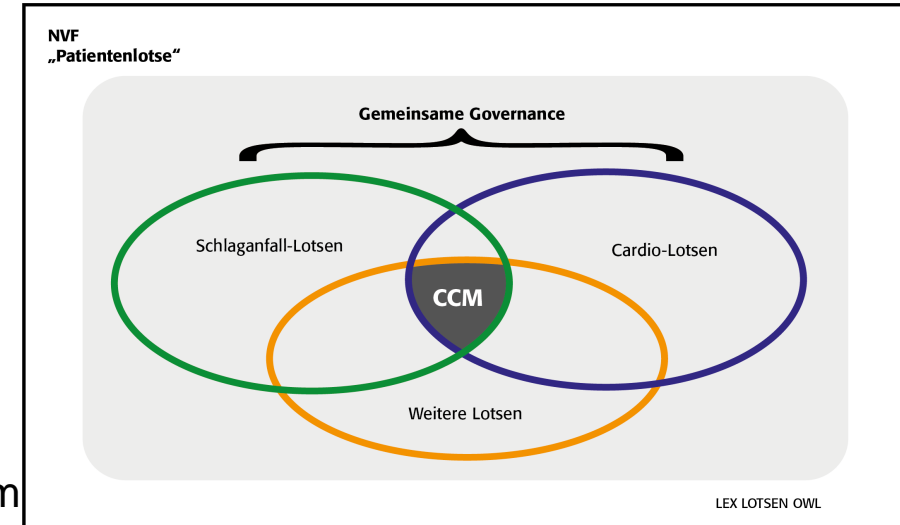 NVF
„Patientenlotse“
Gemeinsame Governance
Schlaganfall-Lotsen
Cardio-Lotsen
CCM
Weitere Lotsen
m
LEX LOTSEN OWL